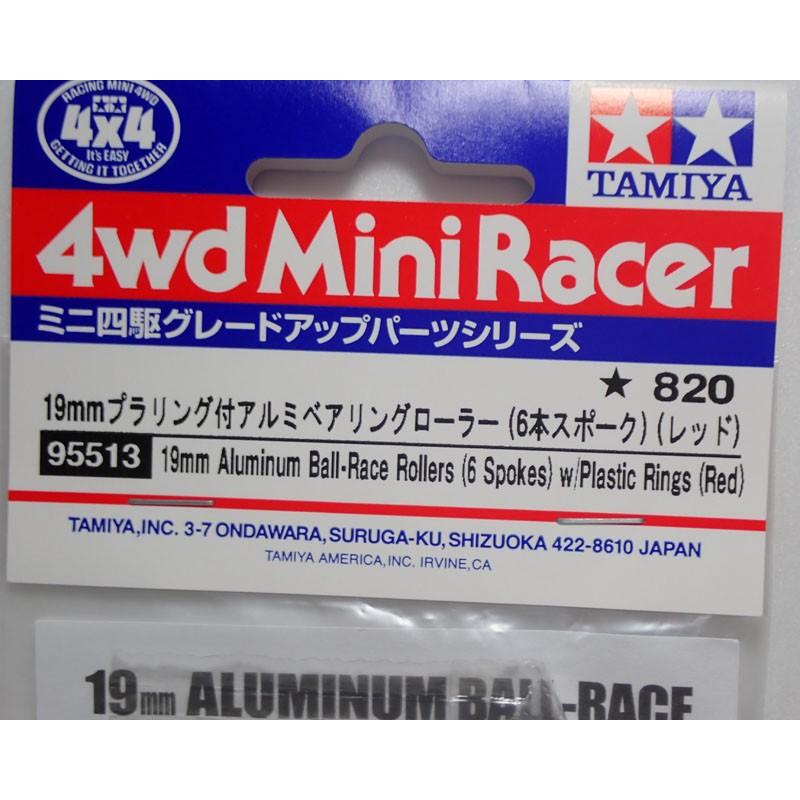 RACING MINI 4WD
4x4
It's EASY
GETTING IT TOGETHER
TAMIYA
4wd Mini Racer
ミニ四駆グレードアップパーツシリーズ
★ 820
19mmプラリング付アルミベアリングローラー(6本スポーク)(レッド)
95513 19mm Aluminum Ball-Race Rollers (6 Spokes) w/Plastic Rings (Red)
TAMIYA,INC. 3-7 ONDAWARA, SURUGA-KU, SHIZUOKA 422-8610 JAPAN
TAMIYA AMERICA,INC. IRVINE,CA
19mm ALUMINUM BALL-RACE